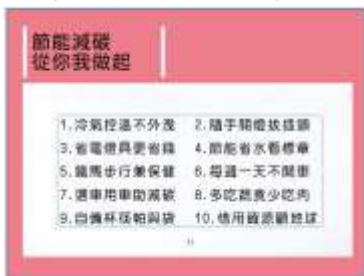 節能減碳
從你我做起
1.冷氣控溫不外洩 2.隨手關燈拔插頭
3.省電燈具更省錢 4.節能省水看標章
5.鐵馬步行兼保健 6.每週一天不開車
7.選車用車助減碳 8.多吃蔬食少吃肉
9.自備杯筷帕與袋 10.惜用資源顧地球